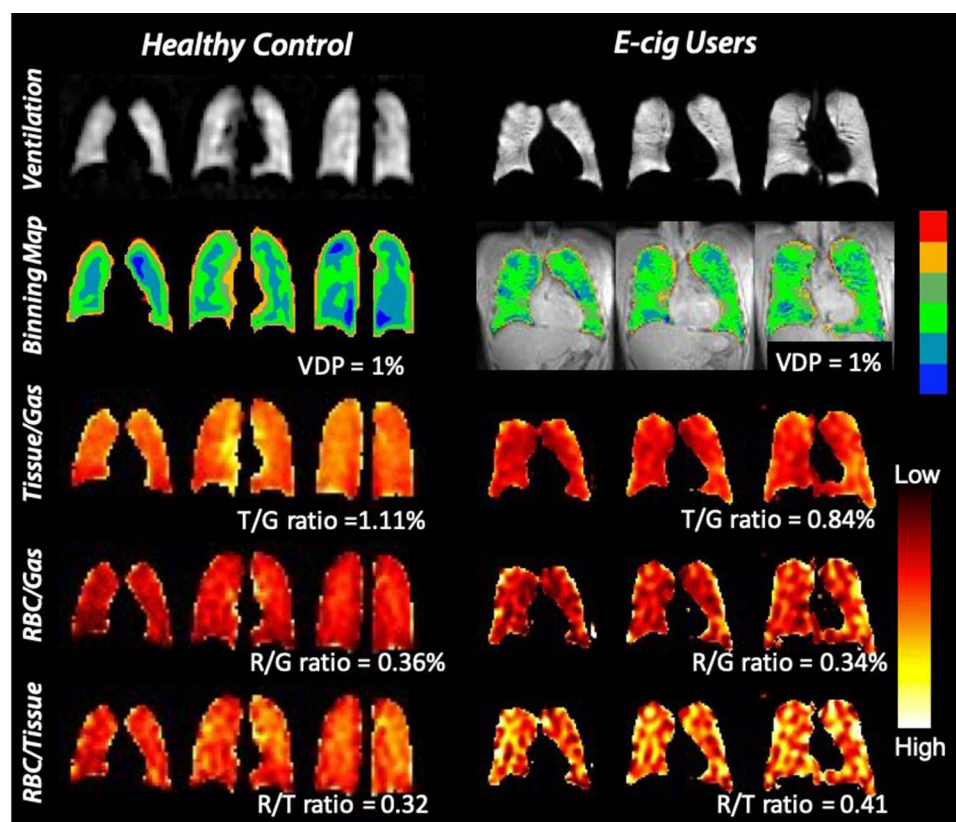 Healthy Control
E-cig Users
Ventilation
Binning Map
VDP = 1%
VDP = 1%
Tissue/Gas
T/G ratio =1.11%
T/G ratio = 0.84%
Low
RBC/Gas
R/G ratio = 0.36%
R/G ratio = 0.34%
High
RBC/Tissue
R/T ratio = 0.32
R/T ratio = 0.41